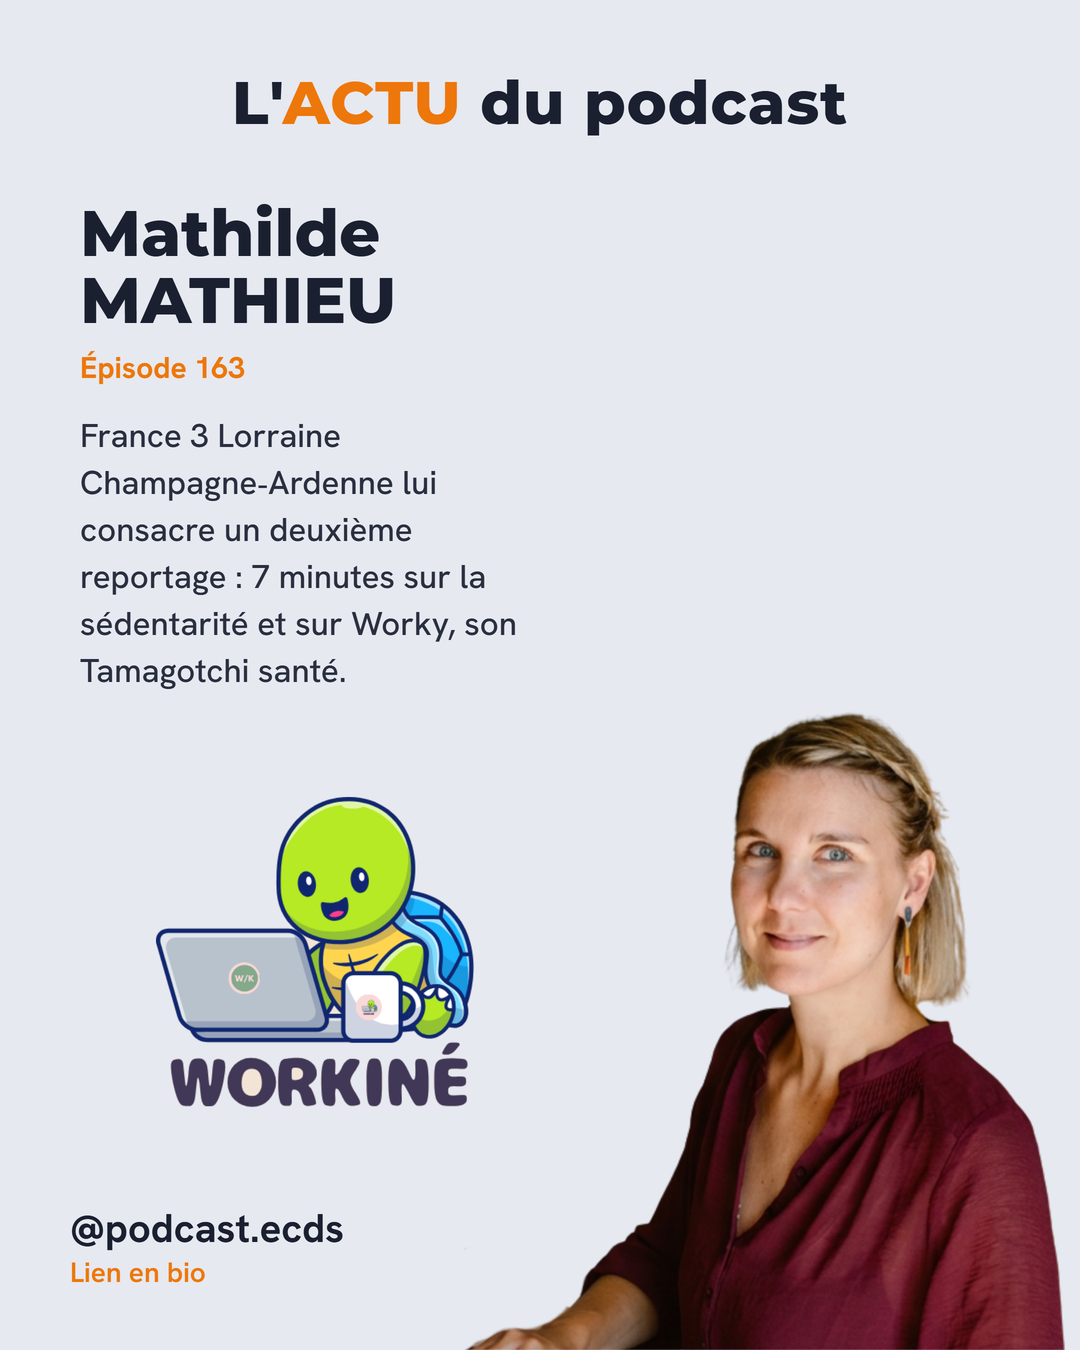 L'ACTU du podcast
Mathilde
MATHIEU
Épisode 163
France 3 Lorraine
Champagne-Ardenne lui
consacre un deuxième
reportage : 7 minutes sur la
sédentarité et sur Worky, son
Tamagotchi santé.
W/K
WORKINÉ
@podcast.ecds
Lien en bio